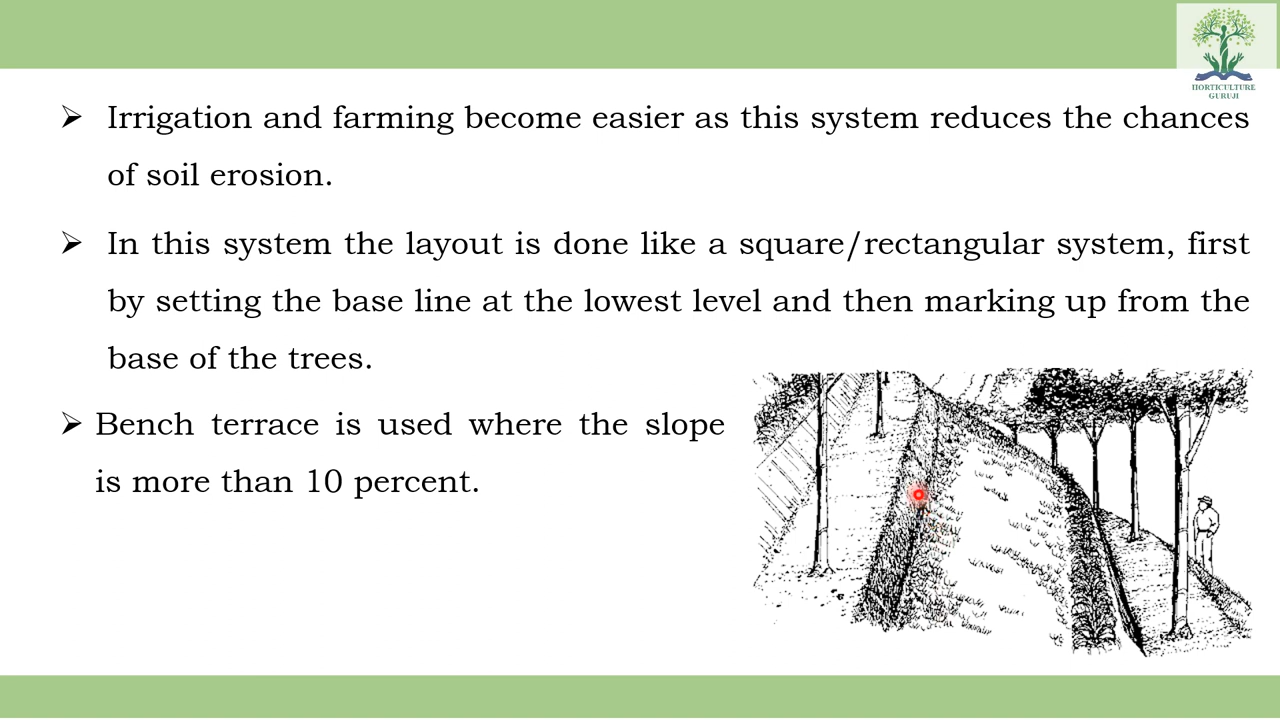 HORTICULTURE
GURUJI
➢ Irrigation and farming become easier as this system reduces the chances
of soil erosion.
➢ In this system the layout is done like a square/rectangular system, first
by setting the base line at the lowest level and then marking up from the
base of the trees.
➢ Bench terrace is used where the slope
is more than 10 percent.